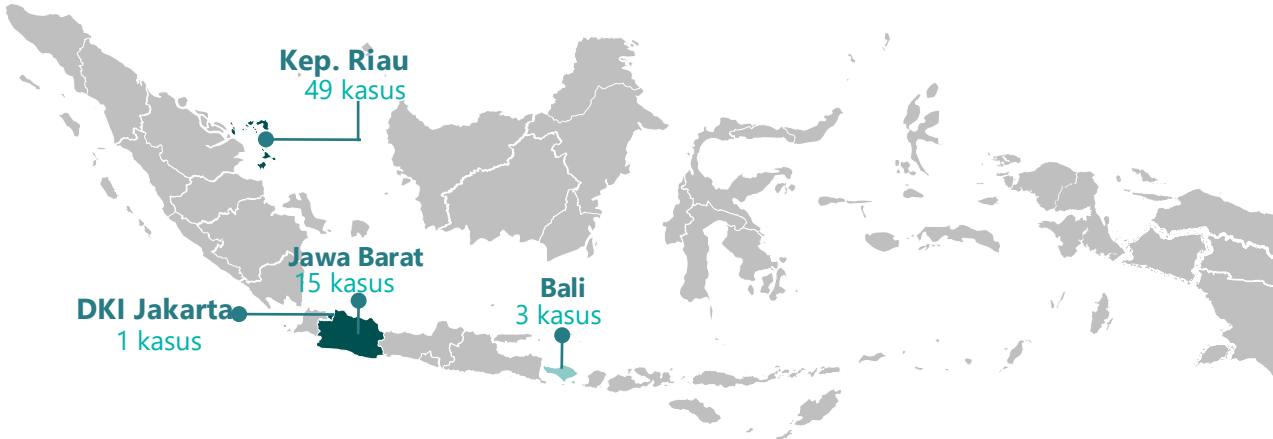 Kep. Riau
49 kasus
Jawa Barat
15 kasus
DKI Jakarta
1 kasus
Bali
3 kasus